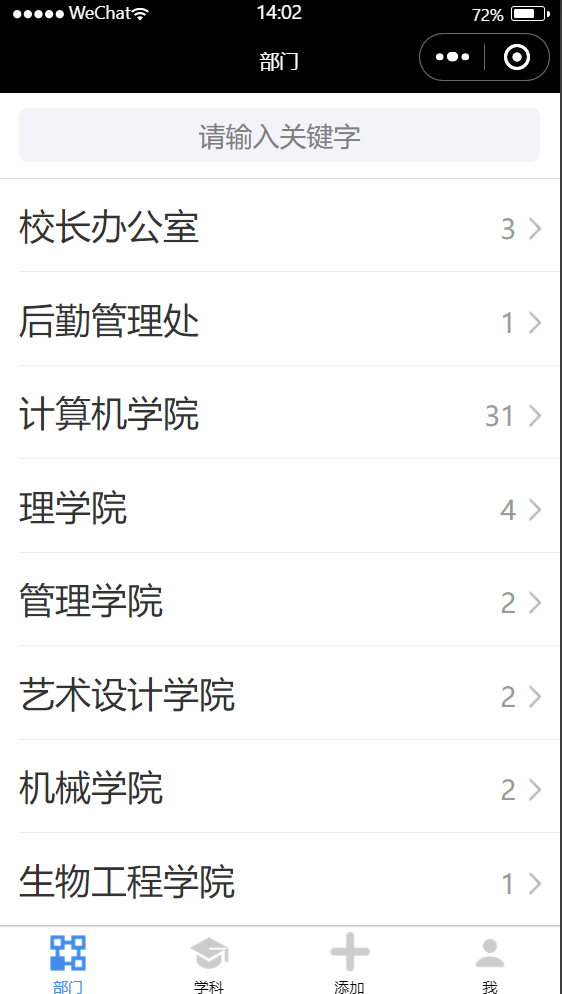 WeChat 14:02 72%
部门
请输入关键字
校长办公室 3
后勤管理处 1
计算机学院 31
理学院 4
管理学院 2
艺术设计学院 2
机械学院 2
生物工程学院 1
部门 学科 添加 我